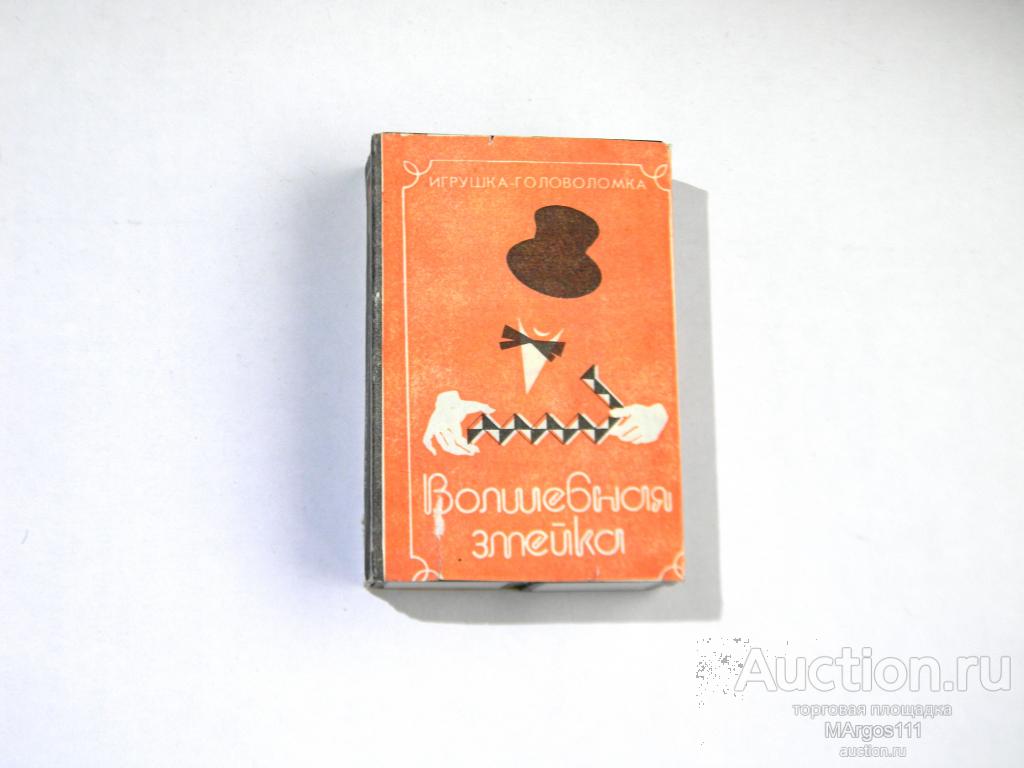 ИГРУШКА-ГОЛОВОЛОМКА
Волшебная
змейка
Auction.ru
торговая площадка
MArgos111
auction.ru